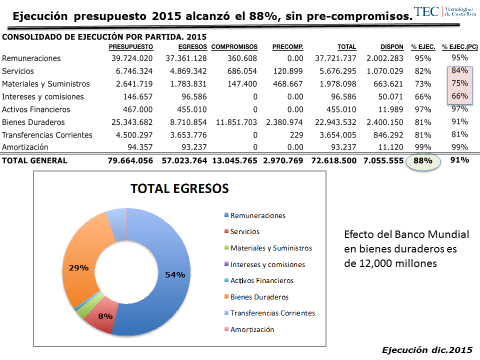 Ejecución presupuesto 2015 alcanzó el 88%, sin pre-compromisos.
TEC Tecnológico de Costa Rica
CONSOLIDADO DE EJECUCIÓN POR PARTIDA. 2015
PRESUPUESTO EGRESOS COMPROMISOS PRECOMP. TOTAL DISPON % EJEC. % EJEC.(PC)
Remuneraciones 39.724.020 37.361.128 360.608 0.00 37.721.737 2.002.283 95% 95%
Servicios 6.746.324 4.869.342 686.054 120.899 5.676.295 1.070.029 82% 84%
Materiales y Suministros 2.641.719 1.783.831 147.400 468.667 1.978.098 663.621 73% 75%
Intereses y comisiones 146.657 96.586 0 0.00 96.586 50.071 66% 66%
Activos Financieros 467.000 455.010 0 0.00 455.010 11.989 97% 97%
Bienes Duraderos 25.343.682 8.710.854 11.851.703 2.380.974 22.943.532 2.400.150 81% 91%
Transferencias Corrientes 4.500.297 3.653.776 0 229 3.654.005 846.292 81% 81%
Amortización 94.357 93.237 0 0.00 93.237 11.120 99% 99%
TOTAL GENERAL 79.664.056 57.023.764 13.045.765 2.970.769 72.618.500 7.055.555 88% 91%
TOTAL EGRESOS
54%
8%
29%
Remuneraciones
Servicios
Materiales y Suministros
Intereses y comisiones
Activos Financieros
Bienes Duraderos
Transferencias Corrientes
Amortización
Efecto del Banco Mundial
en bienes duraderos es
de 12,000 millones
Ejecución dic.2015